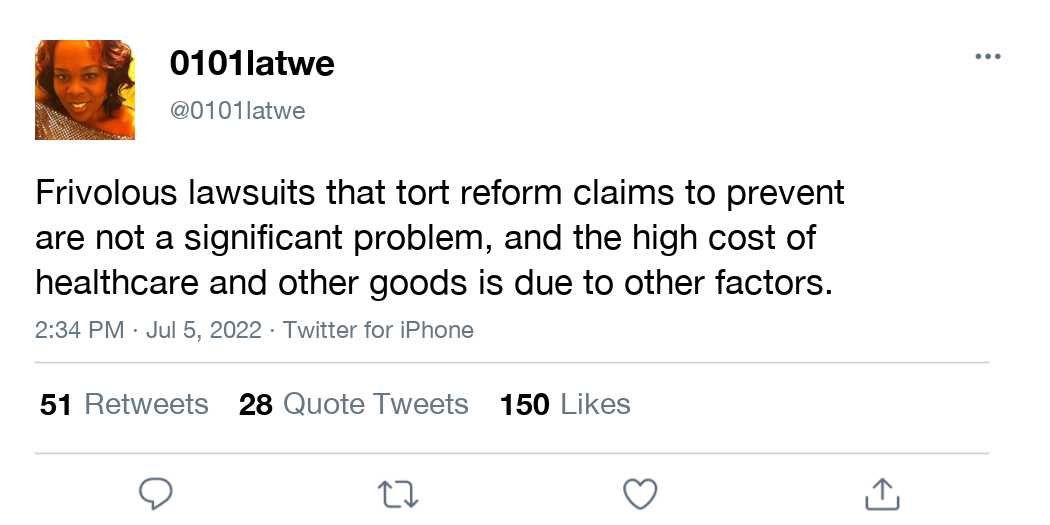 0101latwe
@0101latwe
Frivolous lawsuits that tort reform claims to prevent
are not a significant problem, and the high cost of
healthcare and other goods is due to other factors.
2:34 PM · Jul 5, 2022 · Twitter for iPhone
51 Retweets 28 Quote Tweets 150 Likes